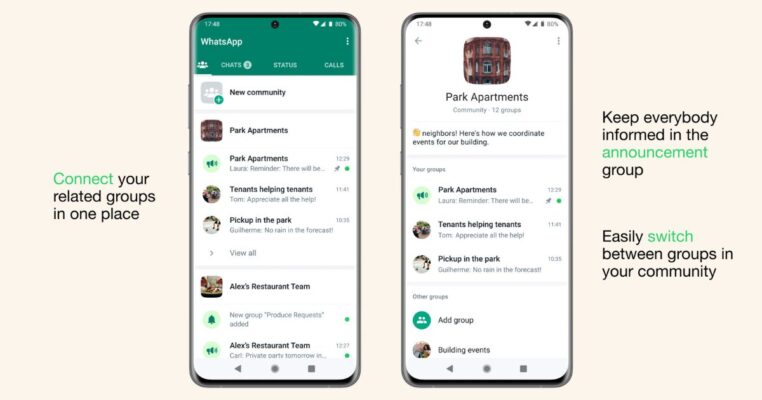 Connect your
related groups
in one place
17:48
80%
WhatsApp
CHATS 3
STATUS
CALLS
New community
Park Apartments
Park Apartments
12:29
Laura: Reminder: There will be...
Tenants helping tenants
11:41
Tom: Appreciate all the help!
Pickup in the park
10:35
Guilherme: No rain in the forecast!
View all
Alex's Restaurant Team
New group "Produce Requests"
added
Alex's Restaurant Team
12:27
Carl: Private party tomorrow in...
17:48
80%
Park Apartments
Community · 12 groups
👋 neighbors! Here's how we coordinate
events for our building.
Your groups
Park Apartments
12:29
Laura: Reminder: There will be...
Tenants helping tenants
11:41
Tom: Appreciate all the help!
Pickup in the park
10:35
Guilherme: No rain in the forecast!
Other groups
Add group
Building events
Keep everybody
informed in the
announcement
group
Easily switch
between groups in
your community